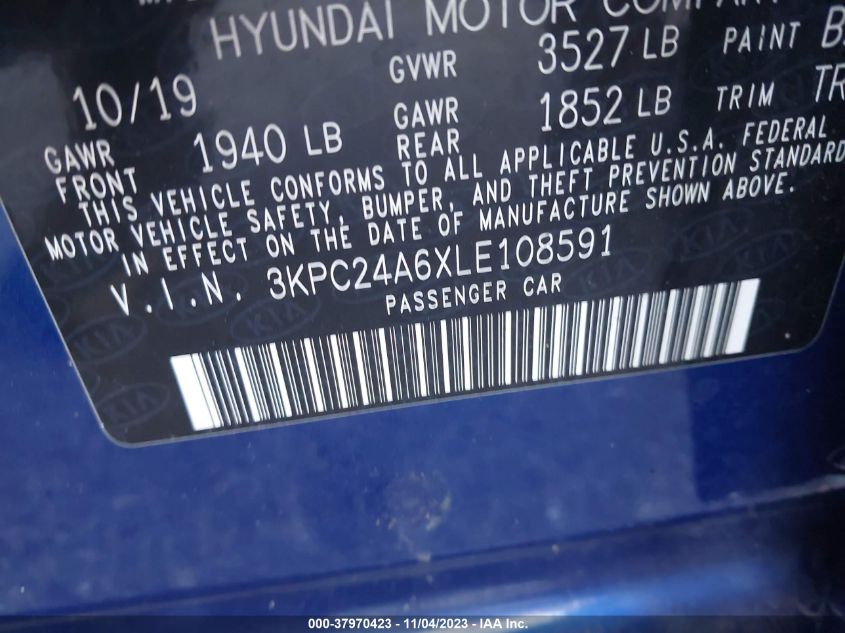 HYUNDAI MOTOR COMPANY
10/19 GVWR 3527 LB PAINT
GAWR FRONT 1940 LB GAWR REAR 1852 LB TRIM
THIS VEHICLE CONFORMS TO ALL APPLICABLE U.S.A. FEDERAL
MOTOR VEHICLE SAFETY, BUMPER, AND THEFT PREVENTION STANDARD
IN EFFECT ON THE DATE OF MANUFACTURE SHOWN ABOVE.
V.I.N. 3KPC24A6XLE108591
PASSENGER CAR
000-37970423 - 11/04/2023 - IAA Inc.